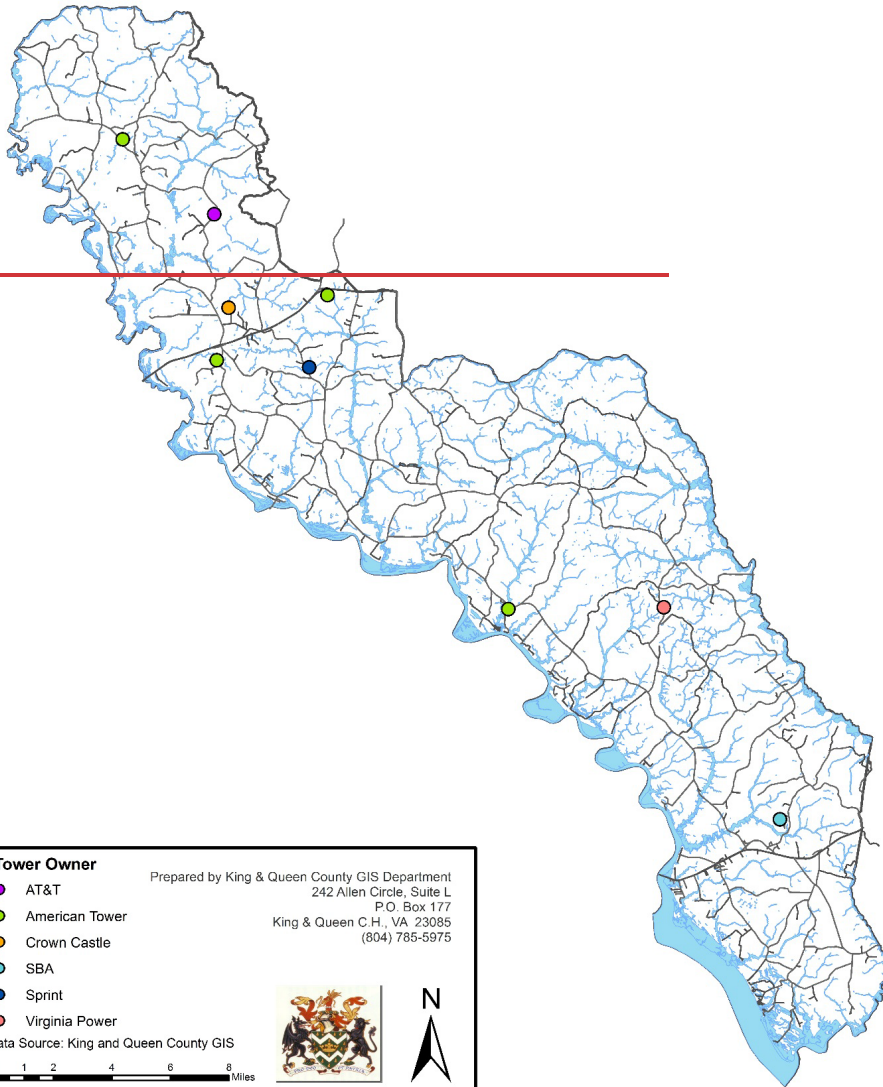 Tower Owner
AT&T
American Tower
Crown Castle
SBA
Sprint
Virginia Power
Data Source: King and Queen County GIS
1 2 4 6 8
Miles
Prepared by King & Queen County GIS Department
242 Allen Circle, Suite L
P.O. Box 177
King & Queen C.H., VA 23085
(804) 785-5975
N